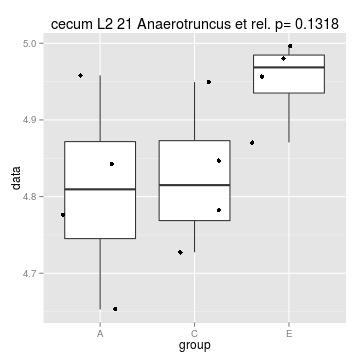 cecum L2 21 Anaerotruncus et rel. p= 0.1318
5.0
4.9
4.8
4.7
data
A C E
group